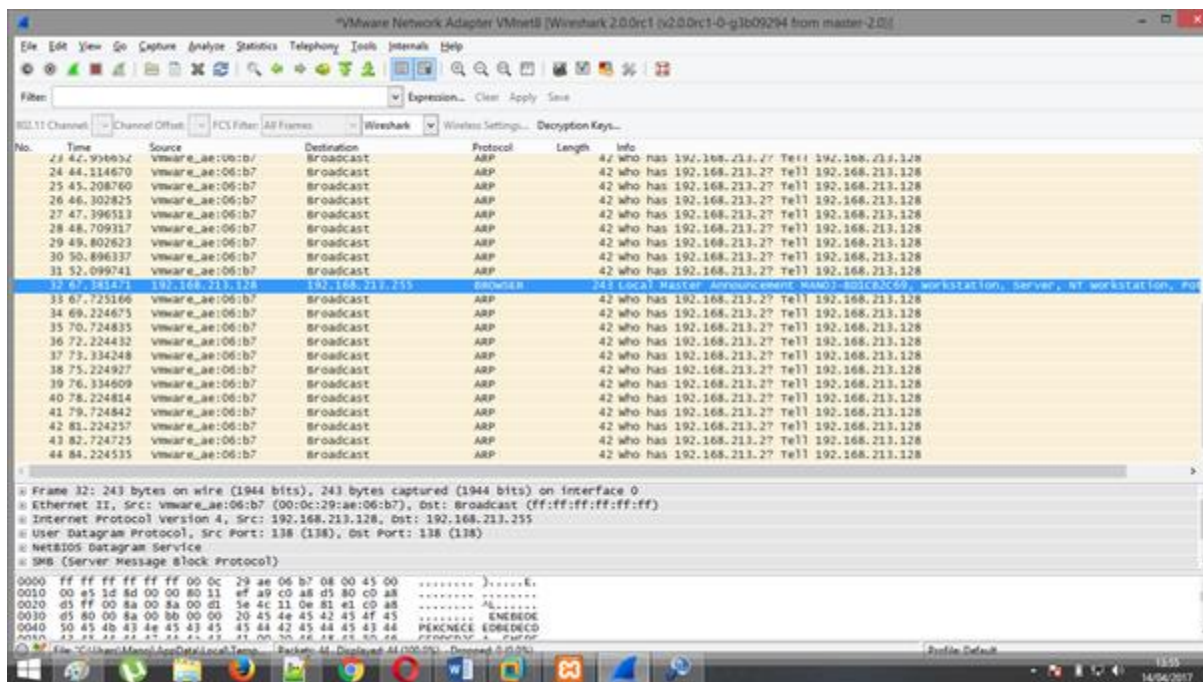 *VMware Network Adapter VMnet8 [Wireshark 2.0.0rc1 (v2.0.0rc1-0-g3b09294 from master-2.0)]
File Edit View Go Capture Analyze Statistics Telephony Tools Internals Help
Filter: Expression... Clear Apply Save
802.11 Channel: Channel Offset: FCS Filter: All Frames Wireshark Wireless Settings... Decryption Keys...
No. Time Source Destination Protocol Length Info
23 42.956652 Vmware_ae:06:b7 Broadcast ARP 42 Who has 192.168.213.2? Tell 192.168.213.128
24 44.114670 Vmware_ae:06:b7 Broadcast ARP 42 Who has 192.168.213.2? Tell 192.168.213.128
25 45.208760 Vmware_ae:06:b7 Broadcast ARP 42 Who has 192.168.213.2? Tell 192.168.213.128
26 46.302825 Vmware_ae:06:b7 Broadcast ARP 42 Who has 192.168.213.2? Tell 192.168.213.128
27 47.396513 Vmware_ae:06:b7 Broadcast ARP 42 Who has 192.168.213.2? Tell 192.168.213.128
28 48.709317 Vmware_ae:06:b7 Broadcast ARP 42 Who has 192.168.213.2? Tell 192.168.213.128
29 49.802623 Vmware_ae:06:b7 Broadcast ARP 42 Who has 192.168.213.2? Tell 192.168.213.128
30 50.896337 Vmware_ae:06:b7 Broadcast ARP 42 Who has 192.168.213.2? Tell 192.168.213.128
31 52.099741 Vmware_ae:06:b7 Broadcast ARP 42 Who has 192.168.213.2? Tell 192.168.213.128
32 67.381471 192.168.213.128 192.168.213.255 BROWSER 243 Local Master Announcement MANOJ-8D1C82C69, Workstation, Server, NT Workstation, Pot
33 67.725166 Vmware_ae:06:b7 Broadcast ARP 42 Who has 192.168.213.2? Tell 192.168.213.128
34 69.224675 Vmware_ae:06:b7 Broadcast ARP 42 Who has 192.168.213.2? Tell 192.168.213.128
35 70.724835 Vmware_ae:06:b7 Broadcast ARP 42 Who has 192.168.213.2? Tell 192.168.213.128
36 72.224432 Vmware_ae:06:b7 Broadcast ARP 42 Who has 192.168.213.2? Tell 192.168.213.128
37 73.334248 Vmware_ae:06:b7 Broadcast ARP 42 Who has 192.168.213.2? Tell 192.168.213.128
38 75.224927 Vmware_ae:06:b7 Broadcast ARP 42 Who has 192.168.213.2? Tell 192.168.213.128
39 76.334609 Vmware_ae:06:b7 Broadcast ARP 42 Who has 192.168.213.2? Tell 192.168.213.128
40 78.224814 Vmware_ae:06:b7 Broadcast ARP 42 Who has 192.168.213.2? Tell 192.168.213.128
41 79.724842 Vmware_ae:06:b7 Broadcast ARP 42 Who has 192.168.213.2? Tell 192.168.213.128
42 81.224257 Vmware_ae:06:b7 Broadcast ARP 42 Who has 192.168.213.2? Tell 192.168.213.128
43 82.724725 Vmware_ae:06:b7 Broadcast ARP 42 Who has 192.168.213.2? Tell 192.168.213.128
44 84.224535 Vmware_ae:06:b7 Broadcast ARP 42 Who has 192.168.213.2? Tell 192.168.213.128
Frame 32: 243 bytes on wire (1944 bits), 243 bytes captured (1944 bits) on interface 0
Ethernet II, Src: Vmware_ae:06:b7 (00:0c:29:ae:06:b7), Dst: Broadcast (ff:ff:ff:ff:ff:ff)
Internet Protocol Version 4, Src: 192.168.213.128, Dst: 192.168.213.255
User Datagram Protocol, Src Port: 138 (138), Dst Port: 138 (138)
NetBIOS Datagram Service
SMB (Server Message Block Protocol)
0000 ff ff ff ff ff ff 00 0c 29 ae 06 b7 08 00 45 00 ........ ).....E.
0010 00 e5 1d 8d 00 00 80 11 ef a9 c0 a8 d5 80 c0 a8
0020 d5 ff 00 8a 00 8a 00 d1 5e 4c 11 0e 81 e1 c0 a8 ........ ^L......
0030 d5 80 00 8a 00 bb 00 00 20 45 4e 45 42 45 4f 45 ........ ENEBEOE
0040 50 45 4b 43 4e 45 43 45 45 44 42 45 44 45 43 44 PEKCNECE EDBEDECD
File: "C:\Users\Manoj\AppData\Local\Temp... Packets: 44 · Displayed: 44 (100.0%) · Dropped: 0 (0.0%) Profile: Default
13:55
14/04/2017